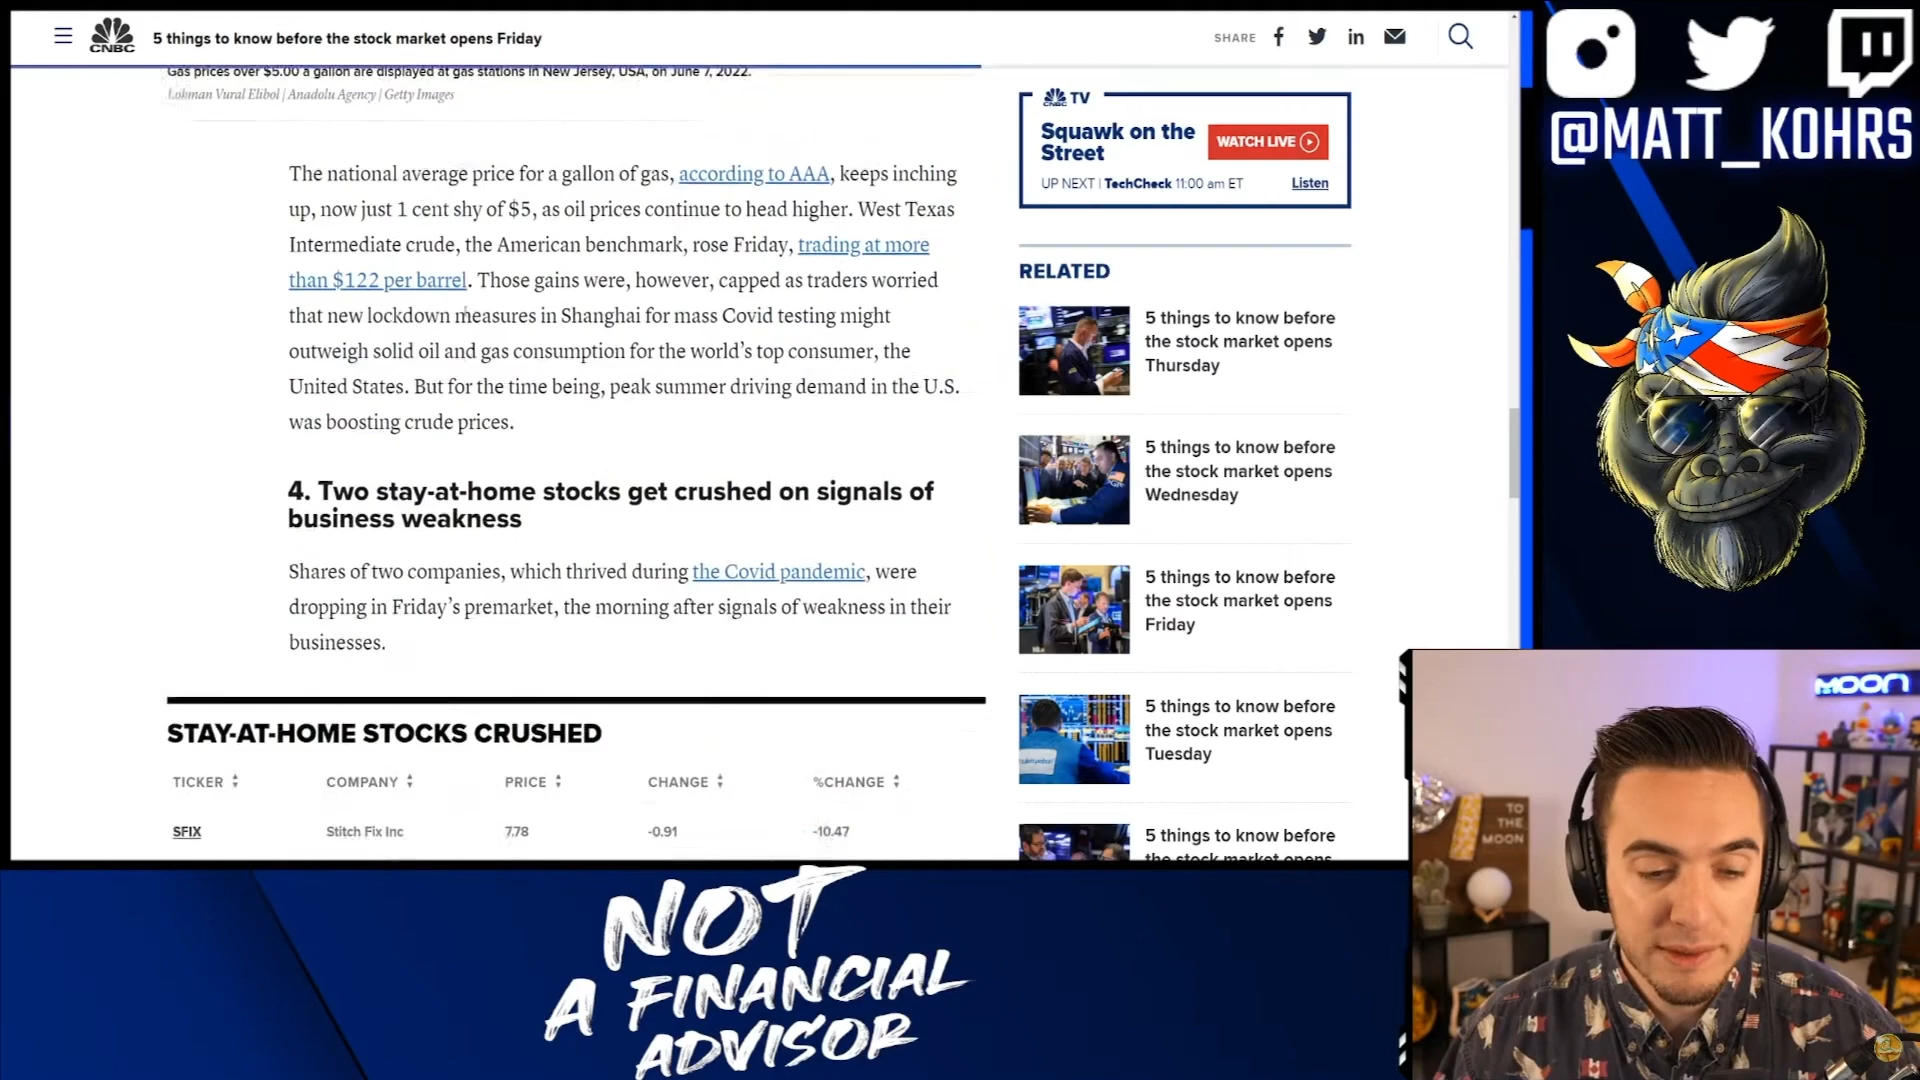 CNBC
5 things to know before the stock market opens Friday
SHARE
Gas prices over $5.00 a gallon are displayed at gas stations in New Jersey, USA, on June 7, 2022.
Lokman Vural Elibol | Anadolu Agency | Getty Images
The national average price for a gallon of gas, according to AAA, keeps inching
up, now just 1 cent shy of $5, as oil prices continue to head higher. West Texas
Intermediate crude, the American benchmark, rose Friday, trading at more
than $122 per barrel. Those gains were, however, capped as traders worried
that new lockdown measures in Shanghai for mass Covid testing might
outweigh solid oil and gas consumption for the world’s top consumer, the
United States. But for the time being, peak summer driving demand in the U.S.
was boosting crude prices.
4. Two stay-at-home stocks get crushed on signals of
business weakness
Shares of two companies, which thrived during the Covid pandemic, were
dropping in Friday’s premarket, the morning after signals of weakness in their
businesses.
STAY-AT-HOME STOCKS CRUSHED
TICKER COMPANY PRICE CHANGE %CHANGE
SFIX Stitch Fix Inc 7.78 -0.91 -10.47
CNBC TV
Squawk on the
Street
WATCH LIVE
UP NEXT | TechCheck 11:00 am ET
Listen
RELATED
5 things to know before
the stock market opens
Thursday
5 things to know before
the stock market opens
Wednesday
5 things to know before
the stock market opens
Friday
5 things to know before
the stock market opens
Tuesday
5 things to know before
the stock market opens
@MATT_KOHRS
MOON
TO
THE
MOON
NOT
A FINANCIAL
ADVISOR